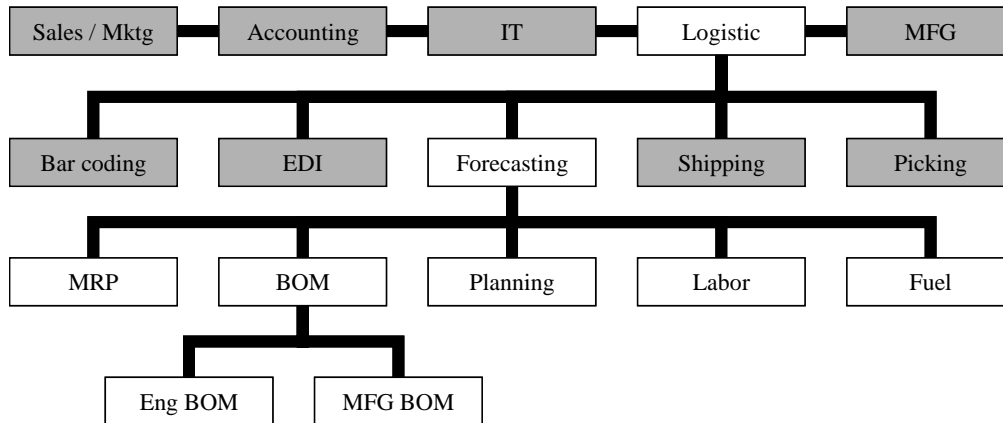 Sales / Mktg
Accounting
IT
Logistic
MFG
Bar coding
EDI
Forecasting
Shipping
Picking
MRP
BOM
Planning
Labor
Fuel
Eng BOM
MFG BOM